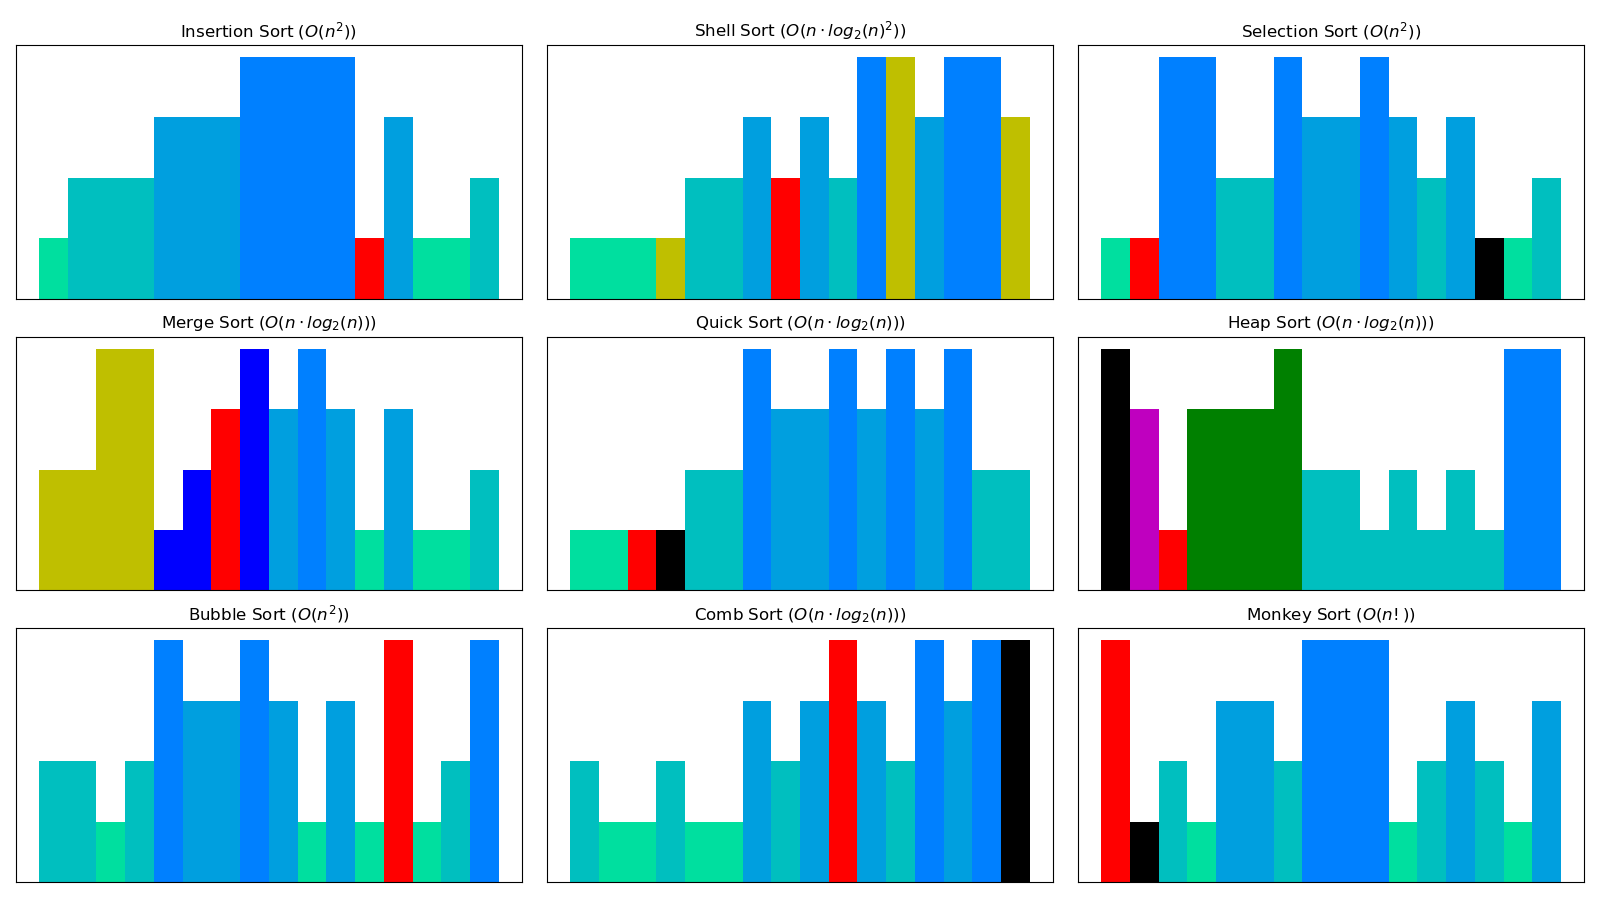 Insertion Sort (O(n²))
Shell Sort (O(n · log₂(n)²))
Selection Sort (O(n²))
Merge Sort (O(n · log₂(n)))
Quick Sort (O(n · log₂(n)))
Heap Sort (O(n · log₂(n)))
Bubble Sort (O(n²))
Comb Sort (O(n · log₂(n)))
Monkey Sort (O(n!))